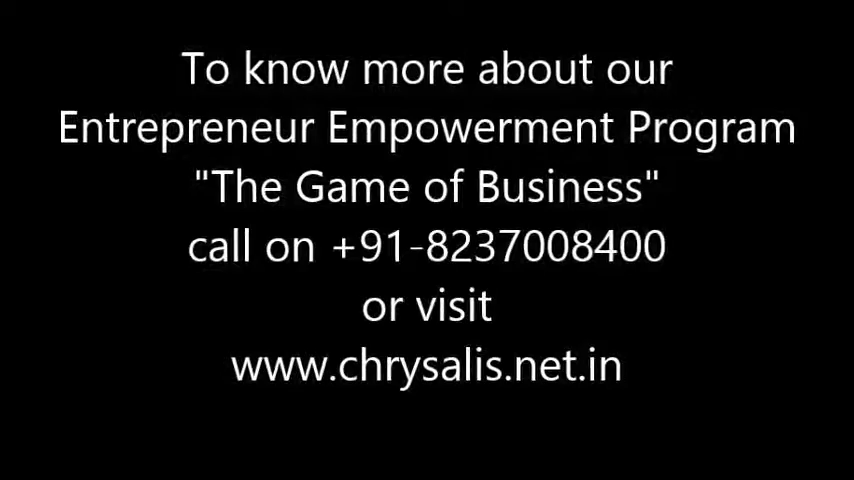 To know more about our
Entrepreneur Empowerment Program
"The Game of Business"
call on +91-8237008400
or visit
www.chrysalis.net.in